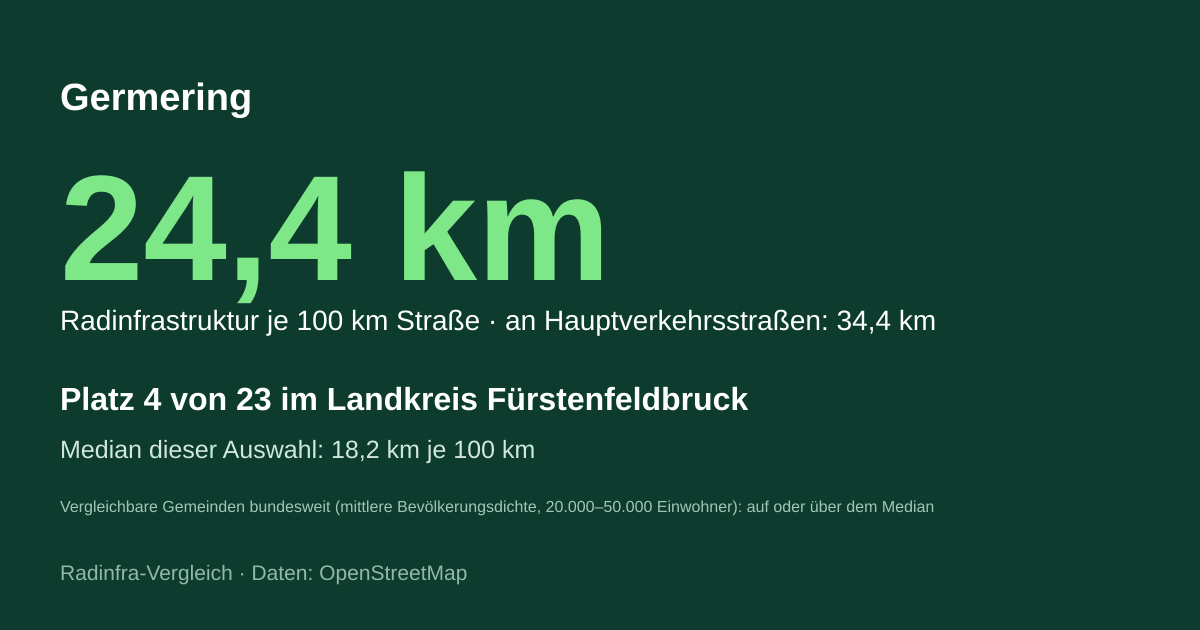 Germering
24,4 km
Radinfrastruktur je 100 km Straße · an Hauptverkehrsstraßen: 34,4 km
Platz 4 von 23 im Landkreis Fürstenfeldbruck
Median dieser Auswahl: 18,2 km je 100 km
Vergleichbare Gemeinden bundesweit (mittlere Bevölkerungsdichte, 20.000–50.000 Einwohner): auf oder über dem Median
Radinfra-Vergleich · Daten: OpenStreetMap